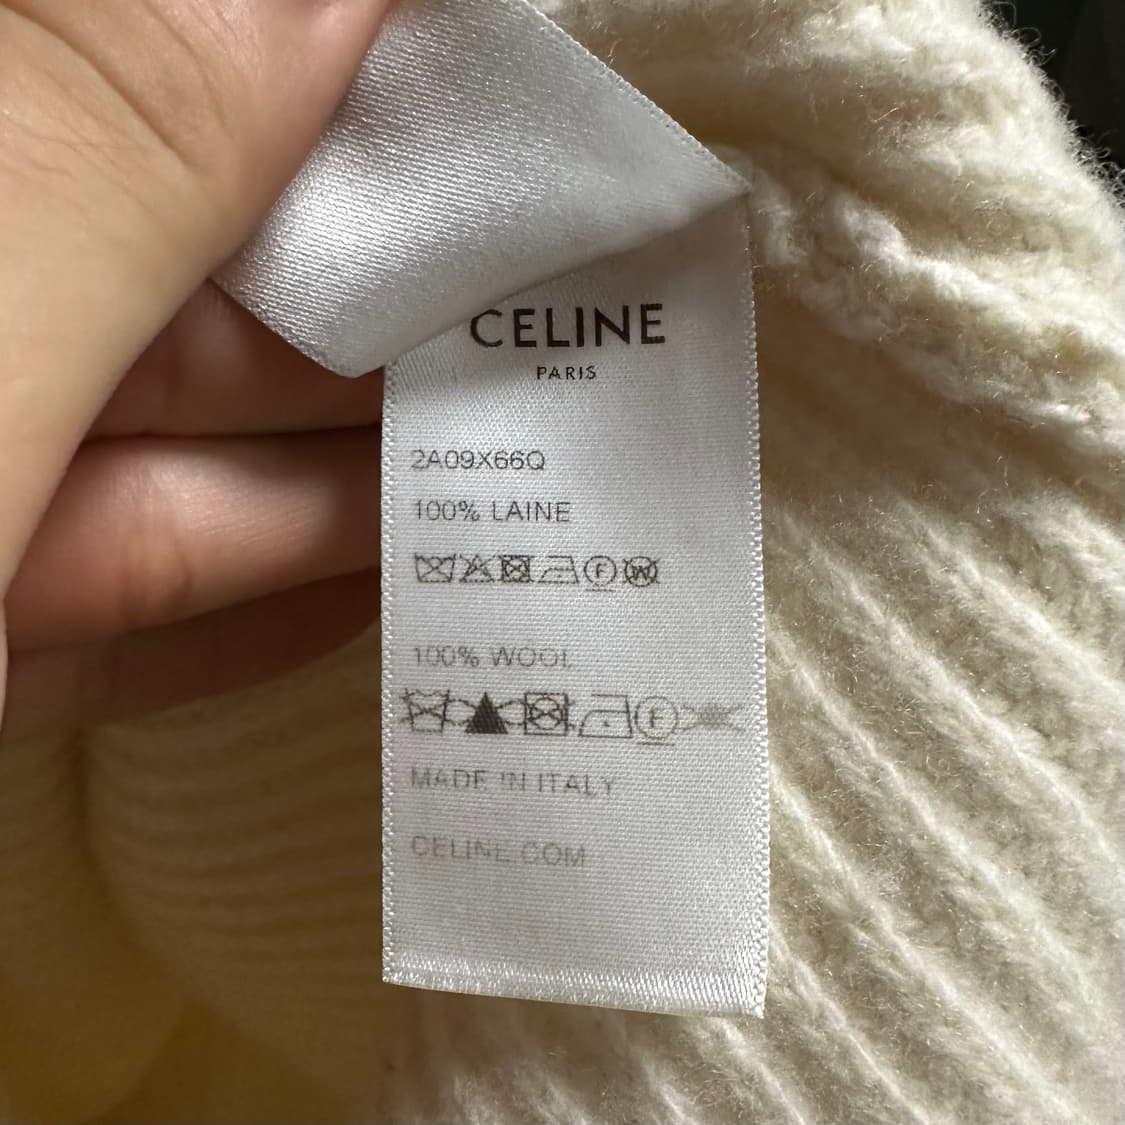 CELINE
PARIS
2A09X66Q
100% LAINE
F W
100% WOOL
F
MADE IN ITALY
CELINE.COM